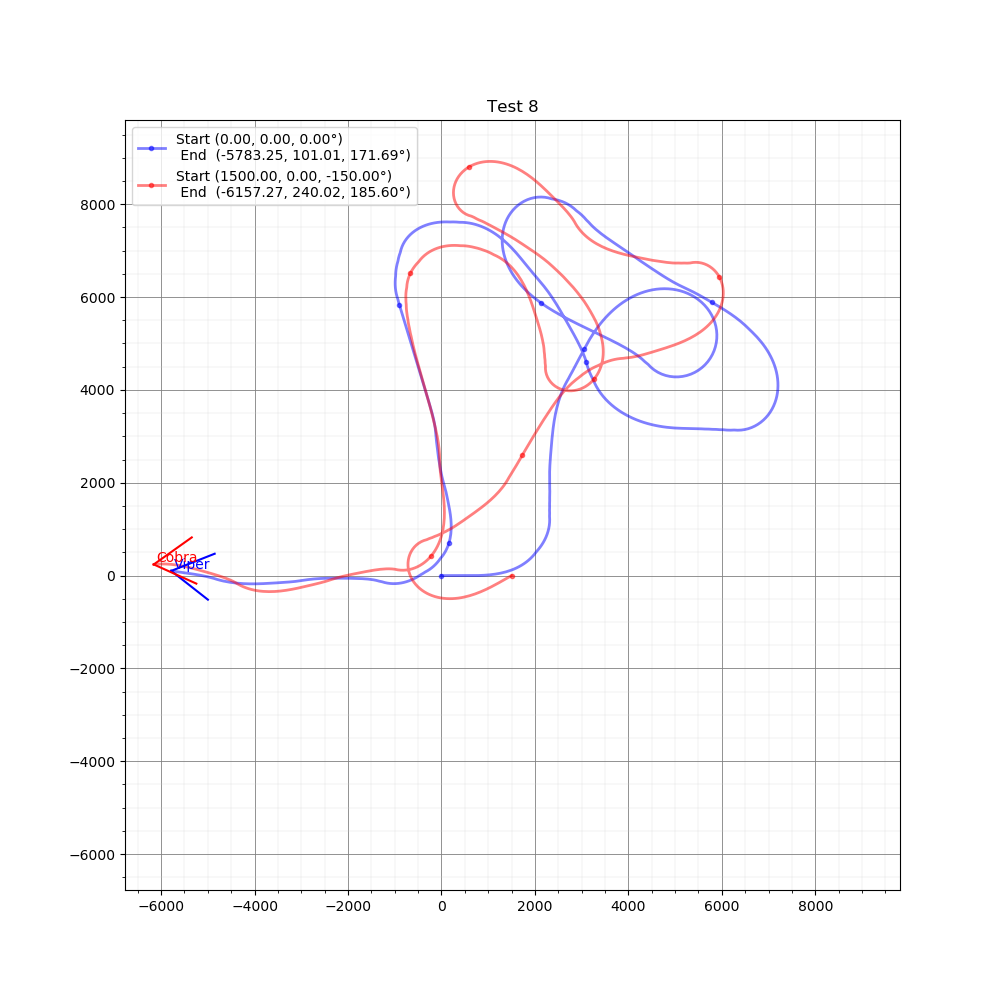 Test 8
Start (0.00, 0.00, 0.00°)
End (-5783.25, 101.01, 171.69°)
Start (1500.00, 0.00, -150.00°)
End (-6157.27, 240.02, 185.60°)
8000
6000
4000
2000
0
−2000
−4000
−6000
Cobra
Viper
−6000 −4000 −2000 0 2000 4000 6000 8000